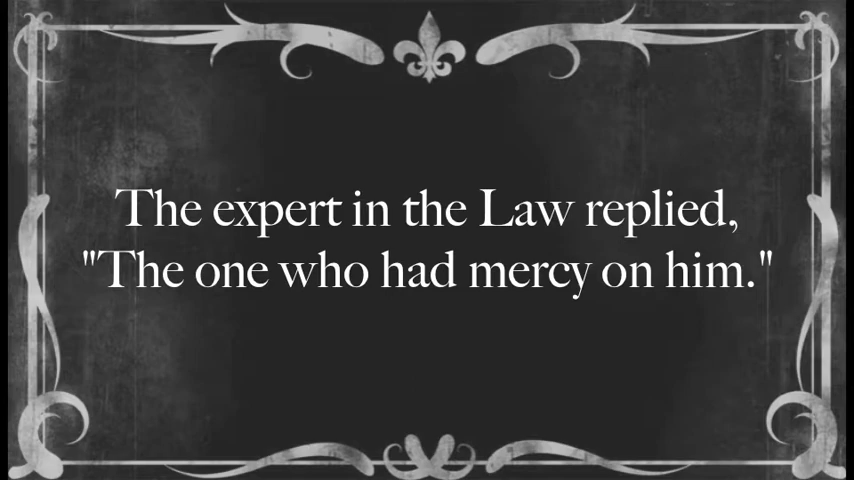 The expert in the Law replied,
"The one who had mercy on him."